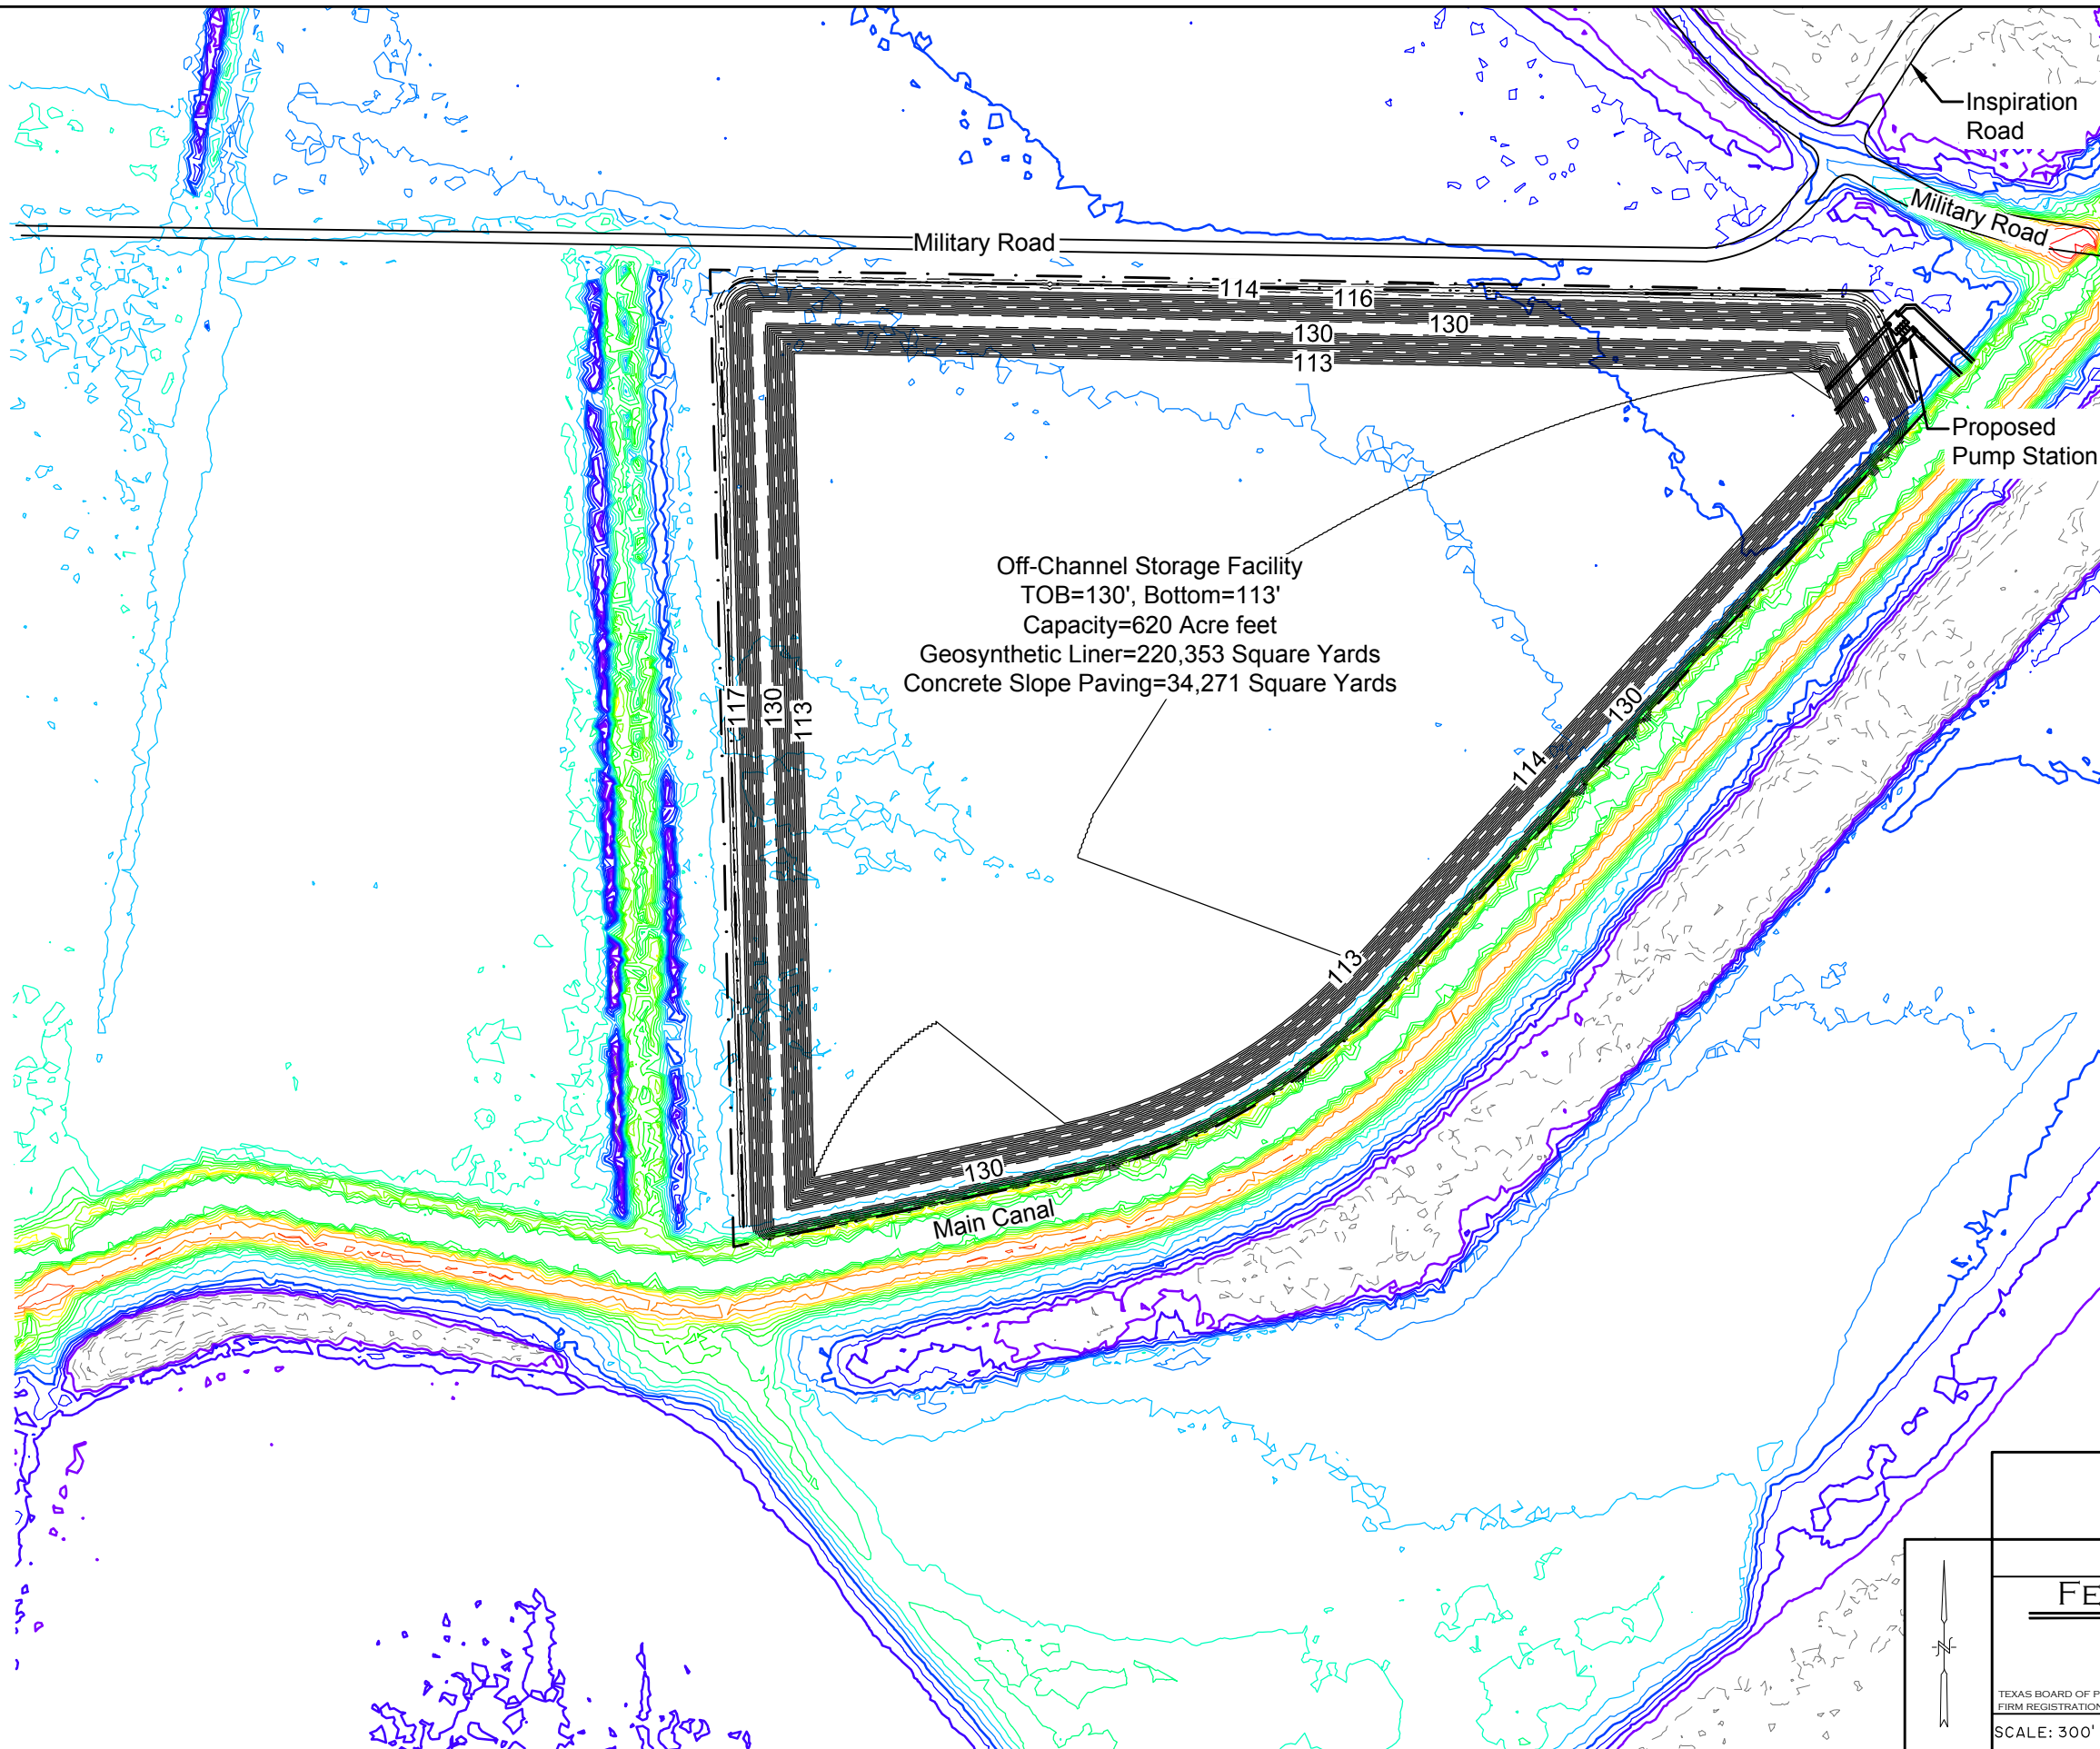 Inspiration
Road
Military Road
Military Road
114
116
130
130
113
Proposed
Pump Station
Off-Channel Storage Facility
TOB=130', Bottom=113'
Capacity=620 Acre feet
Geosynthetic Liner=220,353 Square Yards
Concrete Slope Paving=34,271 Square Yards
117
130
113
130
114
113
130
Main Canal
N
FE
TEXAS BOARD OF P
FIRM REGISTRATION
SCALE: 300'